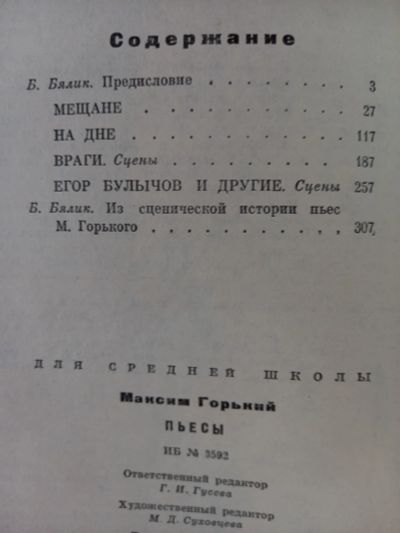 Содержание
Б. Бялик. Предисловие . . . . . . . . 3
МЕЩАНЕ . . . . . . . . . . . 27
НА ДНЕ . . . . . . . . . . . . 117
ВРАГИ. Сцены . . . . . . . . . 187
ЕГОР БУЛЫЧОВ И ДРУГИЕ. Сцены 257
Б. Бялик. Из сценической истории пьес
М. Горького . . . . . . . . . . 307
ДЛЯ СРЕДНЕЙ ШКОЛЫ
Максим Горький
ПЬЕСЫ
ИБ № 3592
Ответственный редактор
Г. И. Гусева
Художественный редактор
М. Д. Суховцева